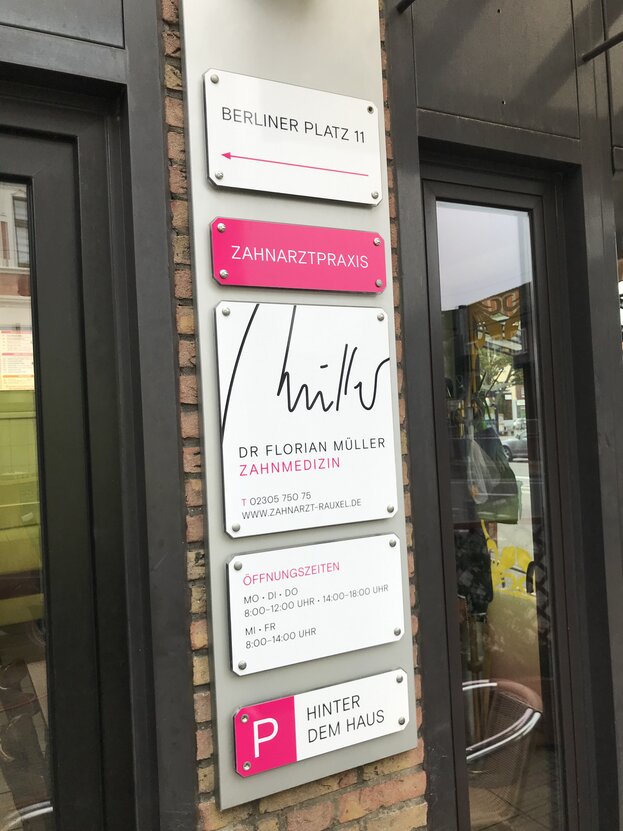 BERLINER PLATZ 11
ZAHNARZTPRAXIS
Müller
DR FLORIAN MÜLLER
ZAHNMEDIZIN
T 02305 750 75
WWW.ZAHNARZT-RAUXEL.DE
ÖFFNUNGSZEITEN
MO • DI • DO
8:00-12:00 UHR • 14:00-18:00 UHR
MI • FR
8:00-14:00 UHR
P
HINTER
DEM HAUS